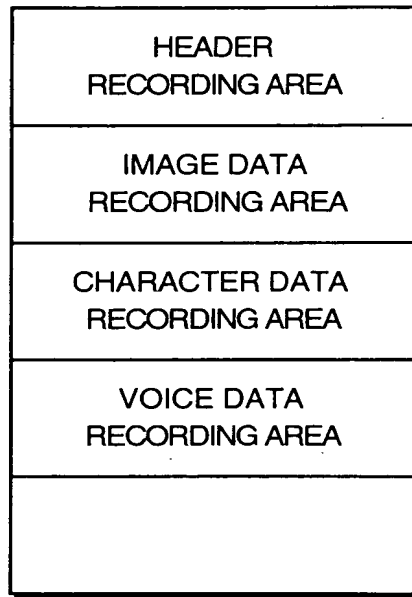 HEADER
RECORDING AREA
IMAGE DATA
RECORDING AREA
CHARACTER DATA
RECORDING AREA
VOICE DATA
RECORDING AREA